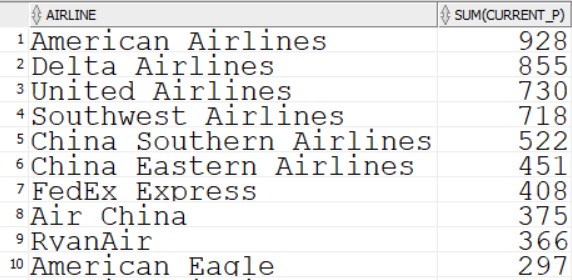 AIRLINE SUM(CURRENT_P)
1 American Airlines 928
2 Delta Airlines 855
3 United Airlines 730
4 Southwest Airlines 718
5 China Southern Airlines 522
6 China Eastern Airlines 451
7 FedEx Express 408
8 Air China 375
9 RyanAir 366
10 American Eagle 297